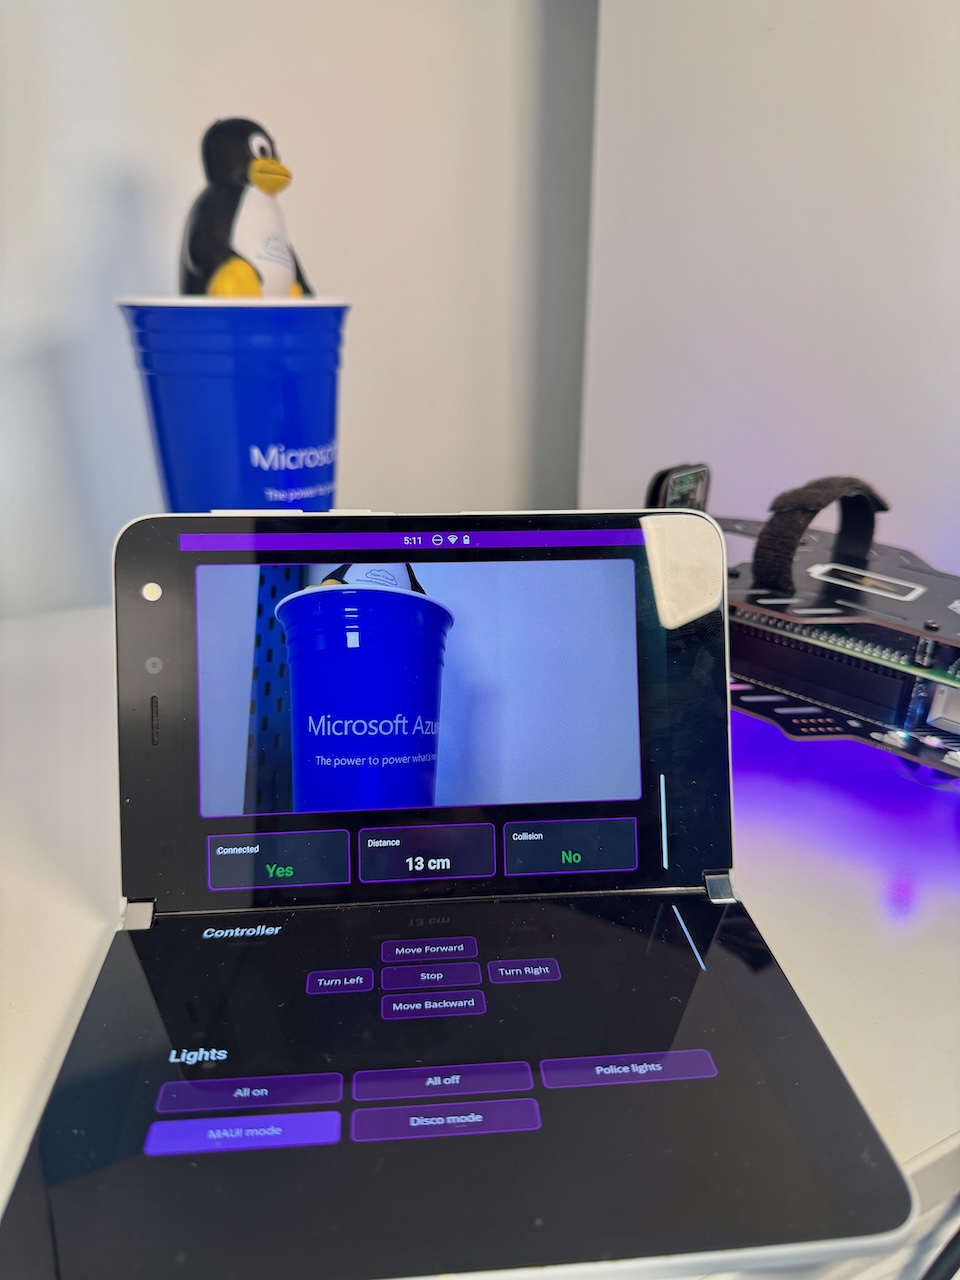 Microsof
The power to p
5:11
Microsoft Azu
The power to power what's
Connected
Yes
Distance
13 cm
Collision
No
Controller
Move Forward
Turn Left
Stop
Turn Right
Move Backward
Lights
All on
All off
Police lights
MAUI mode
Disco mode